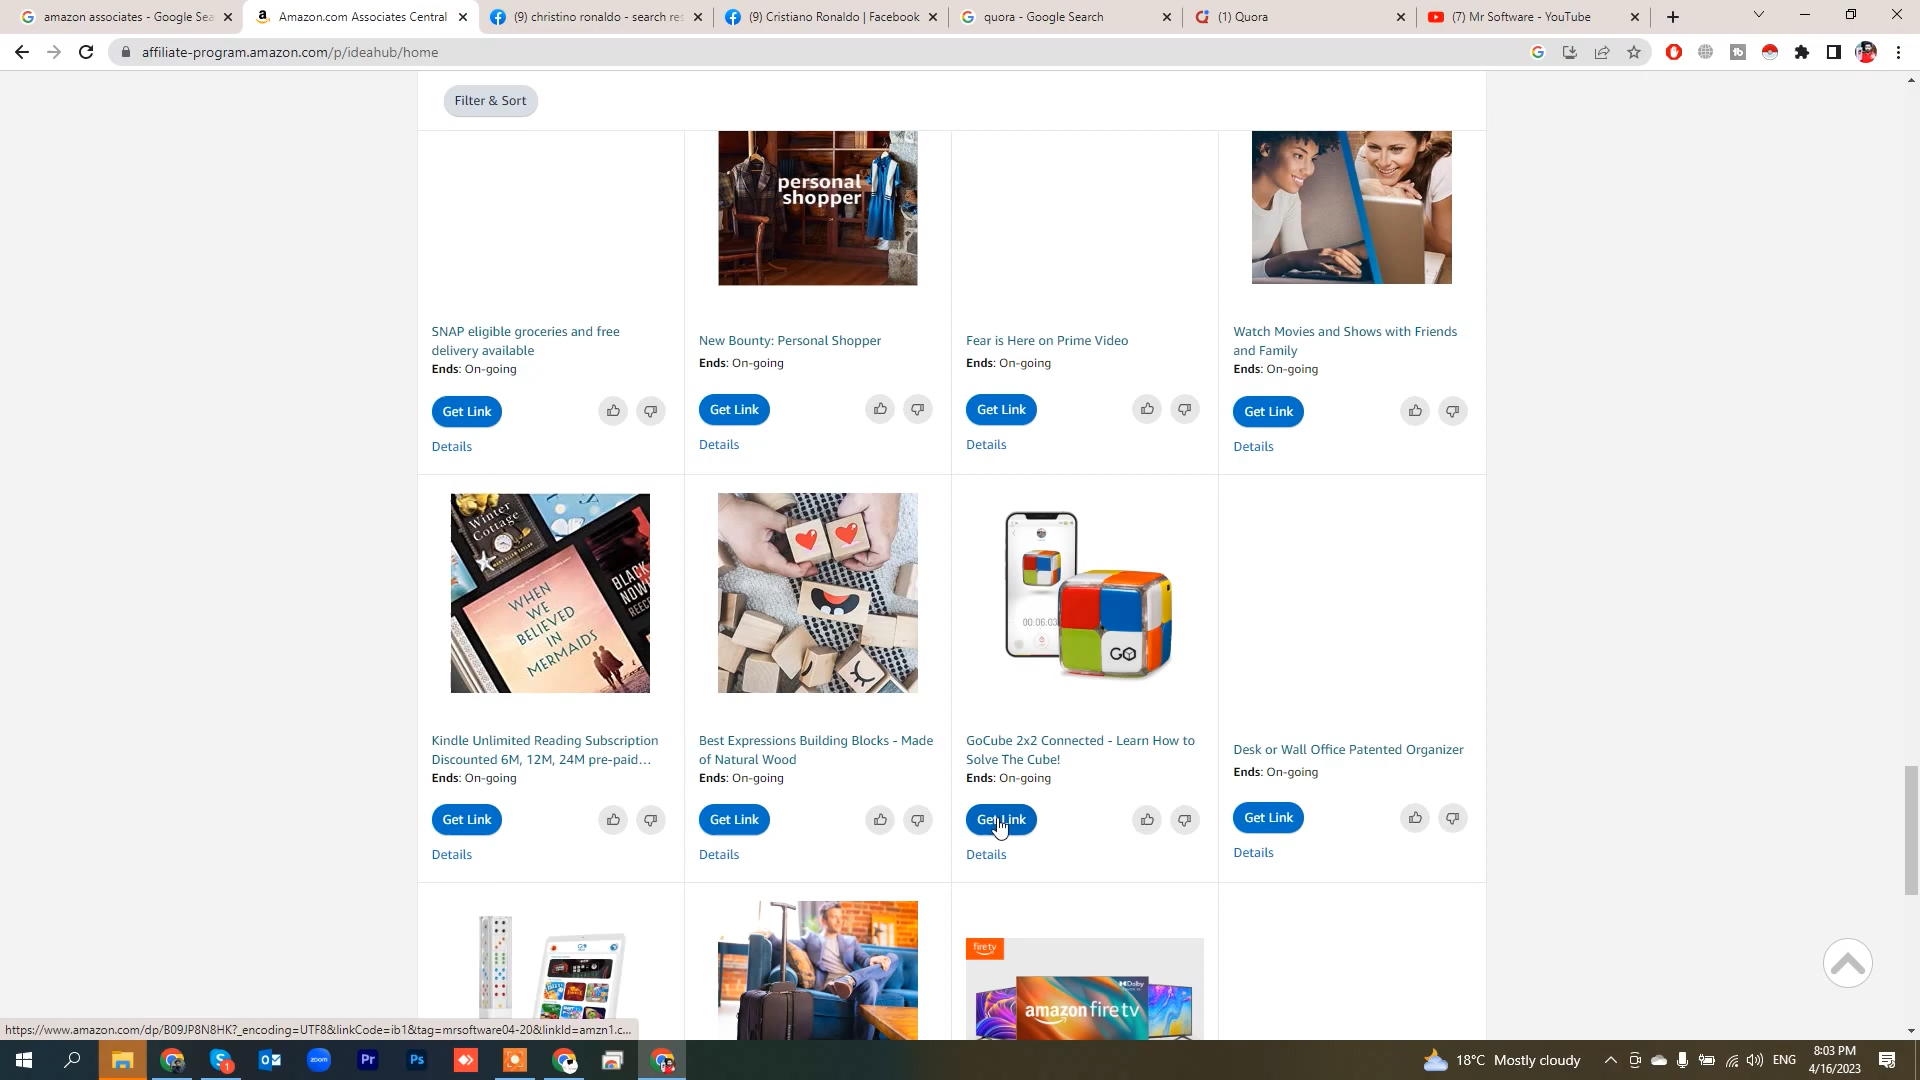 amazon associates - Google Sea
Amazon.com Associates Central
(9) christino ronaldo - search res
(9) Cristiano Ronaldo | Facebook
quora - Google Search
(1) Quora
(7) Mr Software - YouTube
affiliate-program.amazon.com/p/ideahub/home
Filter & Sort
personal
shopper
SNAP eligible groceries and free
delivery available
Ends: On-going
New Bounty: Personal Shopper
Ends: On-going
Fear is Here on Prime Video
Ends: On-going
Watch Movies and Shows with Friends
and Family
Ends: On-going
Get Link
Get Link
Get Link
Get Link
Details
Details
Details
Details
Winter
Cottage
WHEN
WE
BELIEVED
IN
MERMAIDS
BLACK
00:06:03
GO
Kindle Unlimited Reading Subscription
Discounted 6M, 12M, 24M pre-paid...
Ends: On-going
Best Expressions Building Blocks - Made
of Natural Wood
Ends: On-going
GoCube 2x2 Connected - Learn How to
Solve The Cube!
Ends: On-going
Desk or Wall Office Patented Organizer
Ends: On-going
Get Link
Get Link
Get Link
Get Link
Details
Details
Details
Details
firetv
Dolby
amazon firetv
https://www.amazon.com/dp/B09JP8N8HK?_encoding=UTF8&linkCode=ib1&tag=mrsoftware04-20&linkId=amzn1.c...
zoom
Pr
Ps
18°C Mostly cloudy
ENG
8:03 PM
4/16/2023